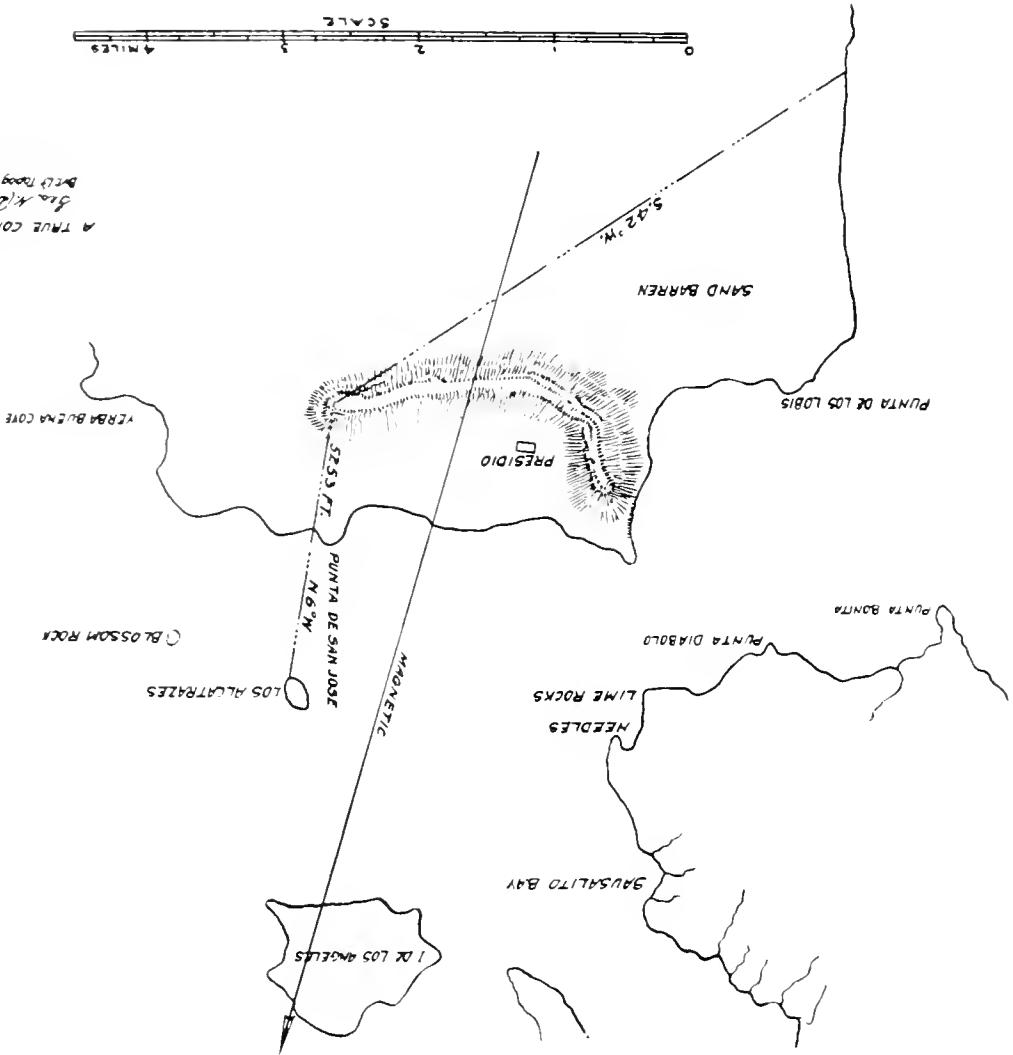 I DE LOS ANGELES
SAUSALITO BAY
NEEDLES
LIME ROCKS
MAGNETIC
LOS ALCATRAZES
PUNTA DIABOLO
BLOSSOM ROCK
PUNTA BONITA
N 6° W
PUNTA DE SAN JOSE
5253 FT.
PRESIDIO
YERBA BUENA COVE
PUNTA DE LOS LOBIS
SAND BARREN
S. 42° W.
A TRUE
Topog
0 1 2 3 4 MILES
SCALE